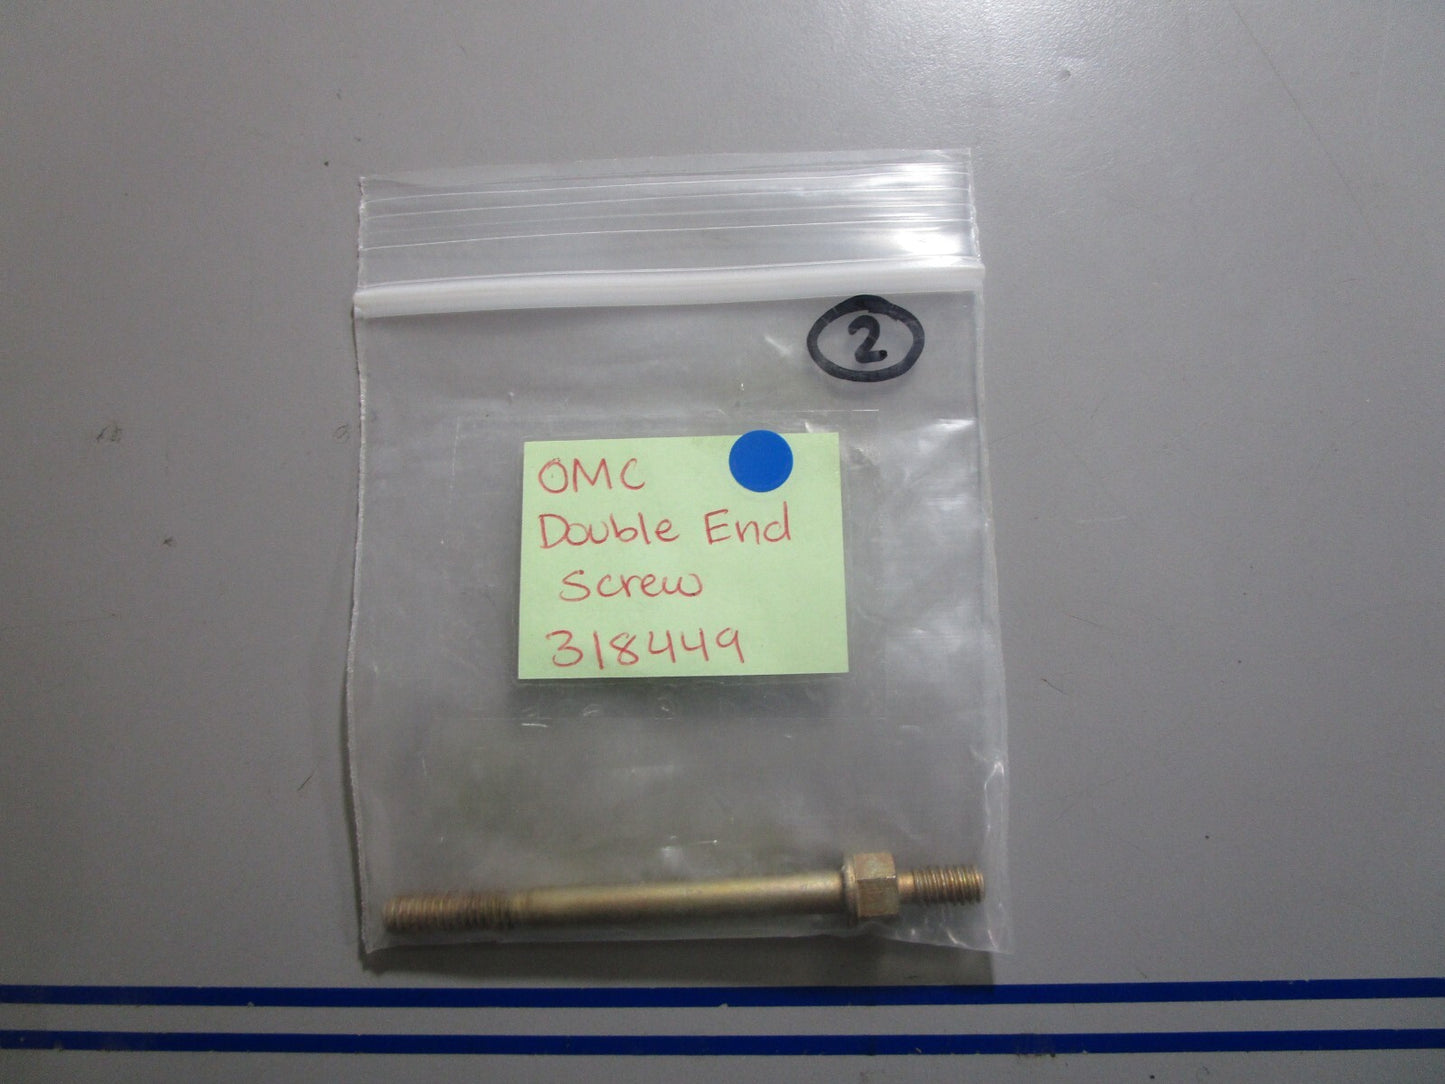 2
OMC
Double End
Screw
318449